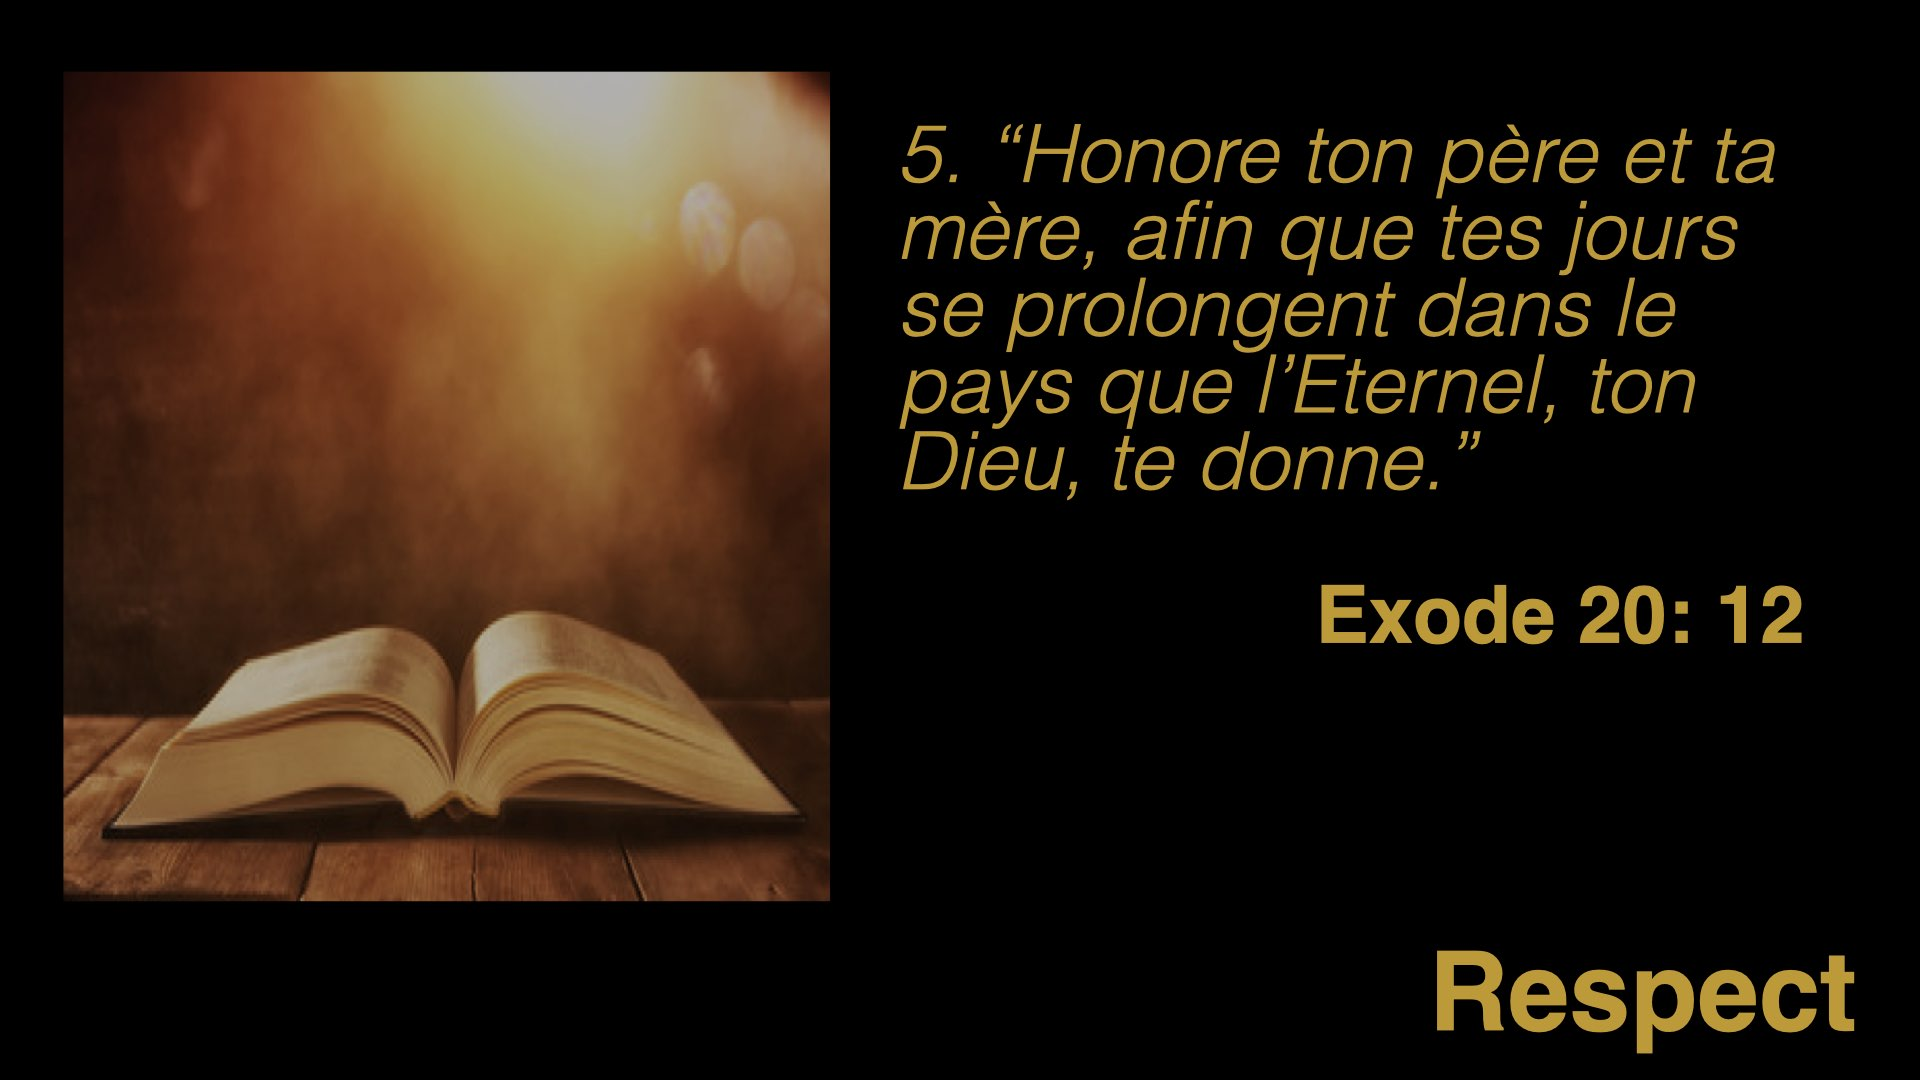 5. “Honore ton père et ta
mère, afin que tes jours
se prolongent dans le
pays que l’Eternel, ton
Dieu, te donne.”
Exode 20: 12
Respect